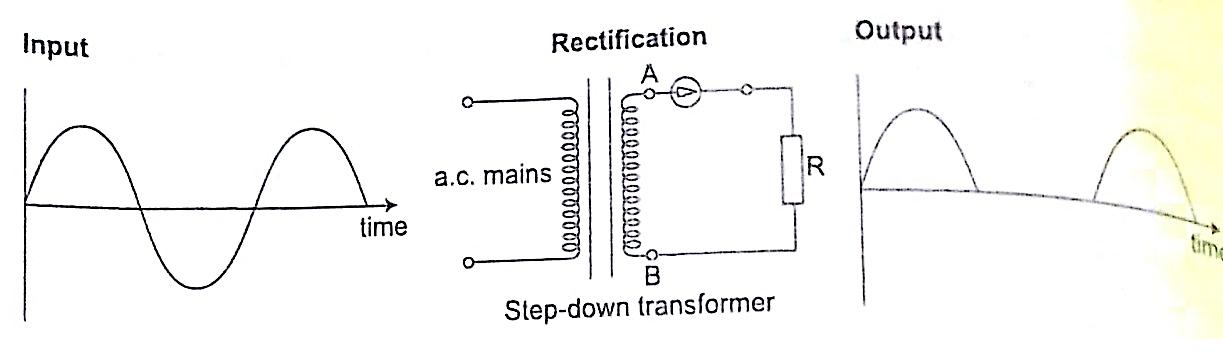 Input
Rectification
Output
A
a.c. mains
R
time
B
Step-down transformer